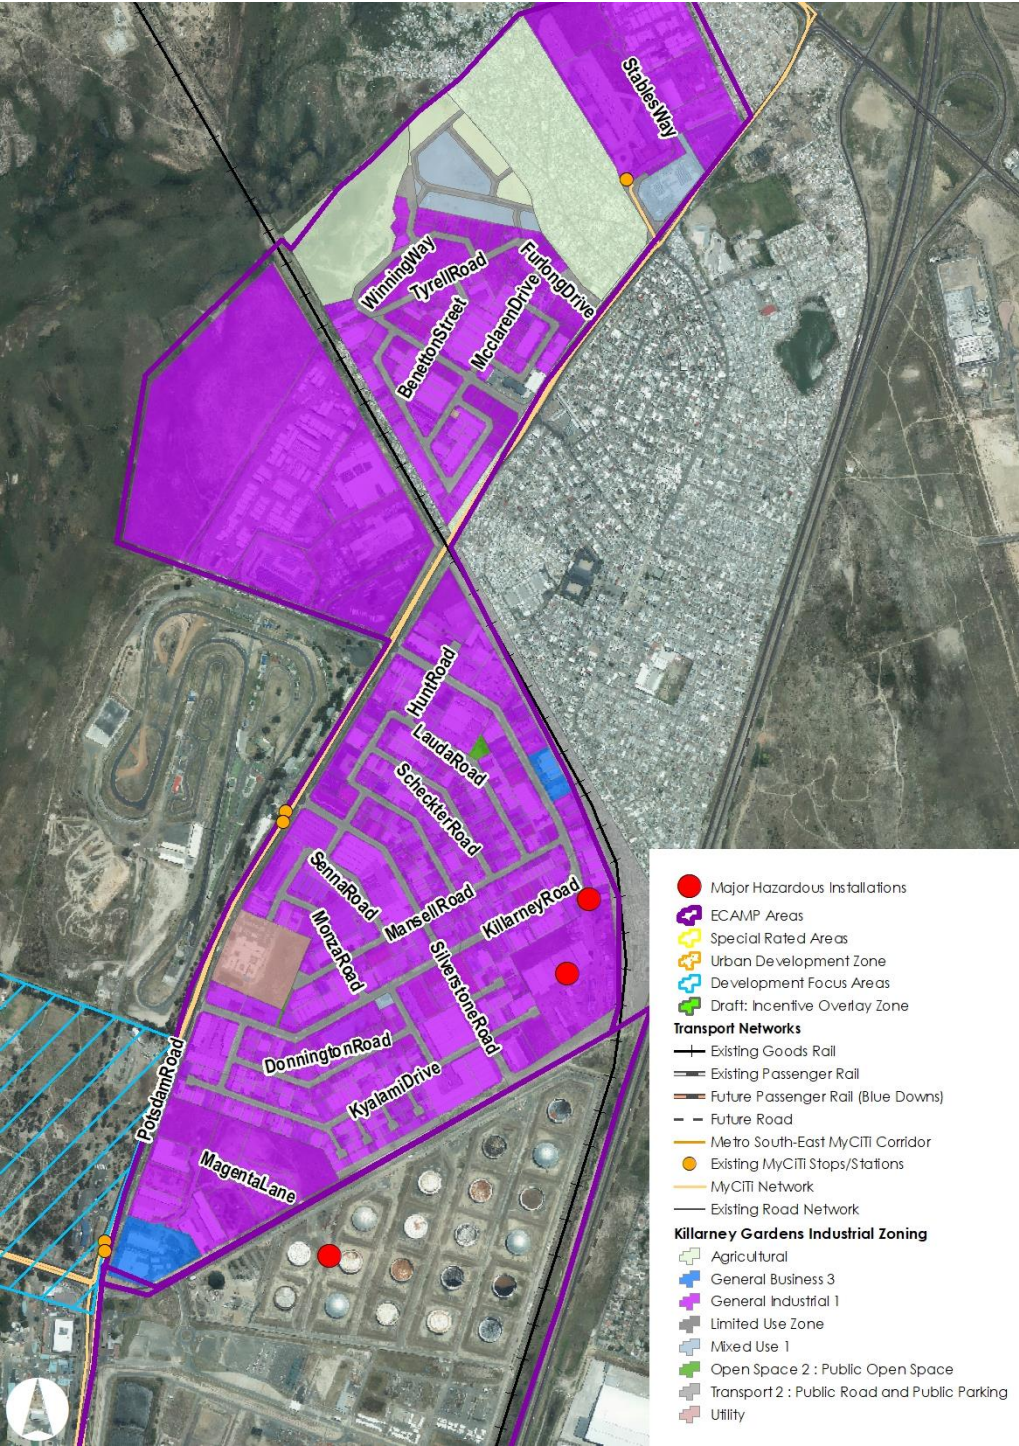 StablesWay
WinningWay
TyrellRoad
FurlongDrive
BenettonStreet
McclarenDrive
HuntRoad
LaudaRoad
ScheckterRoad
SennaRoad
MansellRoad
KillarneyRoad
MonzaRoad
SilverstoneRoad
DonningtonRoad
PotsdamRoad
KyalamiDrive
MagentaLane
Major Hazardous Installations
ECAMP Areas
Special Rated Areas
Urban Development Zone
Development Focus Areas
Draft: Incentive Overlay Zone
Transport Networks
Existing Goods Rail
Existing Passenger Rail
Future Passenger Rail (Blue Downs)
Future Road
Metro South-East MyCiTi Corridor
Existing MyCiTi Stops/Stations
MyCiTi Network
Existing Road Network
Killarney Gardens Industrial Zoning
Agricultural
General Business 3
General Industrial 1
Limited Use Zone
Mixed Use 1
Open Space 2 : Public Open Space
Transport 2 : Public Road and Public Parking
Utility